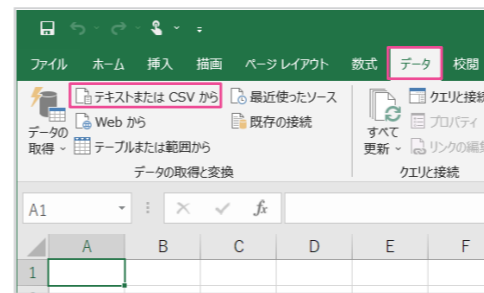 ファイル ホーム 挿入 描画 ページ レイアウト 数式 データ 校閲
テキストまたは CSV から 最近使ったソース クエリと接続
Web から 既存の接続 プロパティ
テーブルまたは範囲から リンクの編集
データの
取得
すべて
更新
データの取得と変換 クエリと接続
A1 fx
A B C D E F
1